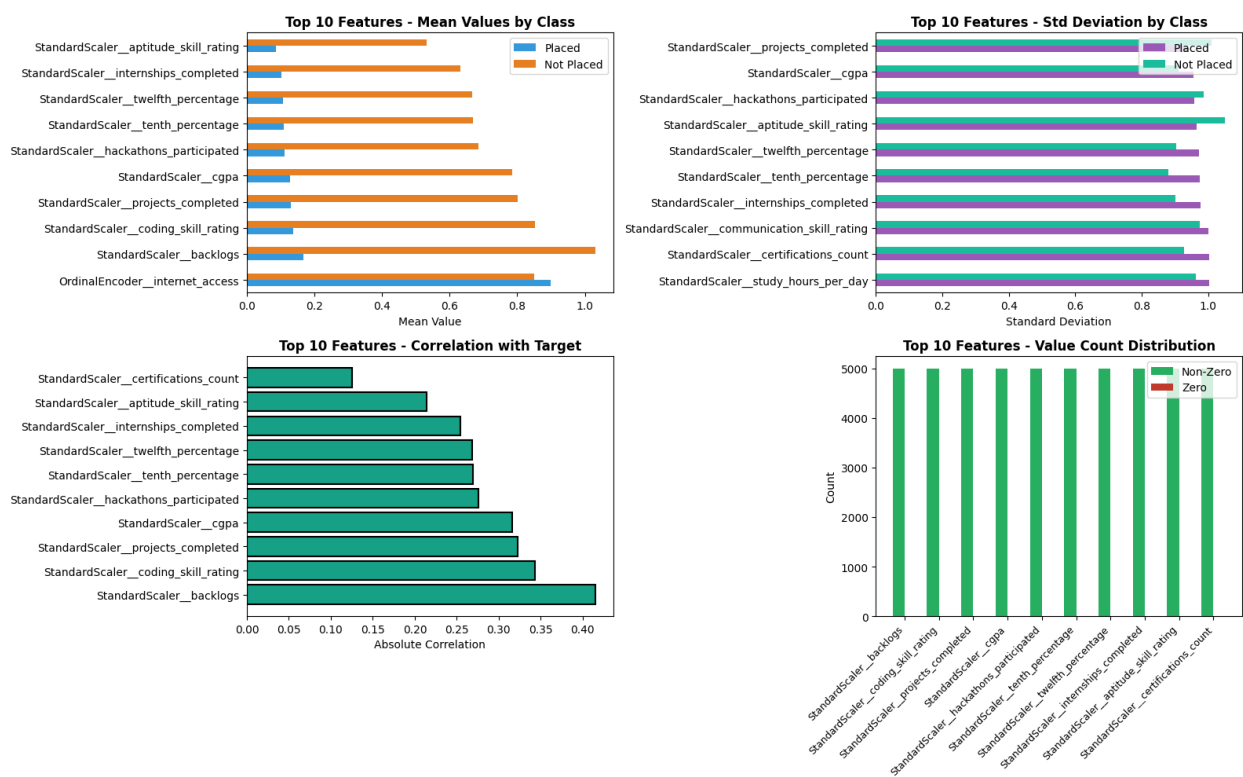 Top 10 Features - Mean Values by Class
StandardScaler__aptitude_skill_rating
StandardScaler__internships_completed
StandardScaler__twelfth_percentage
StandardScaler__tenth_percentage
StandardScaler__hackathons_participated
StandardScaler__cgpa
StandardScaler__projects_completed
StandardScaler__coding_skill_rating
StandardScaler__backlogs
OrdinalEncoder__internet_access
Placed
Not Placed
0.0 0.2 0.4 0.6 0.8 1.0
Mean Value
Top 10 Features - Std Deviation by Class
StandardScaler__projects_completed
StandardScaler__cgpa
StandardScaler__hackathons_participated
StandardScaler__aptitude_skill_rating
StandardScaler__twelfth_percentage
StandardScaler__tenth_percentage
StandardScaler__internships_completed
StandardScaler__communication_skill_rating
StandardScaler__certifications_count
StandardScaler__study_hours_per_day
Placed
Not Placed
0.0 0.2 0.4 0.6 0.8 1.0
Standard Deviation
Top 10 Features - Correlation with Target
StandardScaler__certifications_count
StandardScaler__aptitude_skill_rating
StandardScaler__internships_completed
StandardScaler__twelfth_percentage
StandardScaler__tenth_percentage
StandardScaler__hackathons_participated
StandardScaler__cgpa
StandardScaler__projects_completed
StandardScaler__coding_skill_rating
StandardScaler__backlogs
0.00 0.05 0.10 0.15 0.20 0.25 0.30 0.35 0.40
Absolute Correlation
Top 10 Features - Value Count Distribution
Non-Zero
Zero
5000
4000
3000
2000
1000
0
Count
StandardScaler__backlogs
StandardScaler__coding_skill_rating
StandardScaler__projects_completed
StandardScaler__cgpa
StandardScaler__hackathons_participated
StandardScaler__tenth_percentage
StandardScaler__twelfth_percentage
StandardScaler__internships_completed
StandardScaler__aptitude_skill_rating
StandardScaler__certifications_count